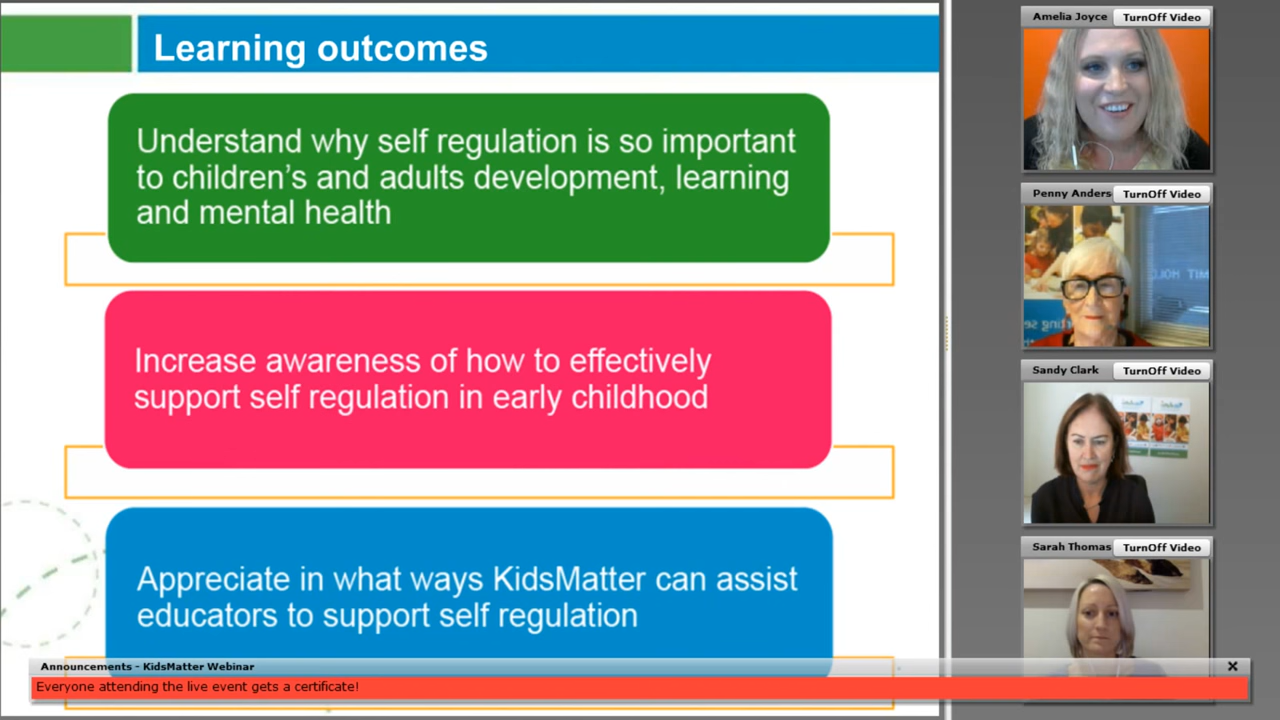 Learning outcomes
Understand why self regulation is so important
to children's and adults development, learning
and mental health
Increase awareness of how to effectively
support self regulation in early childhood
Appreciate in what ways KidsMatter can assist
educators to support self regulation
Announcements - KidsMatter Webinar
Everyone attending the live event gets a certificate!
Amelia Joyce TurnOff Video
Penny Anders TurnOff Video
Sandy Clark TurnOff Video
Sarah Thomas TurnOff Video